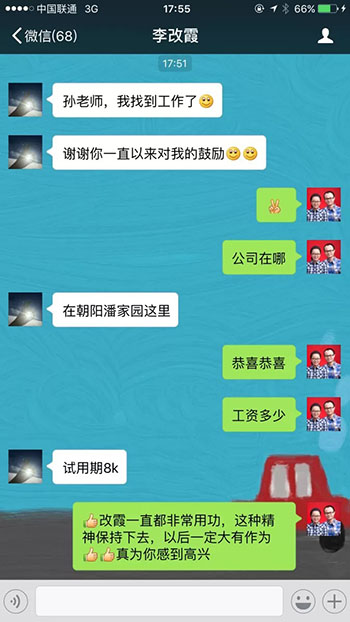 中国联通 3G 17:55 66%
微信(68) 李改霞
17:51
孙老师，我找到工作了
谢谢你一直以来对我的鼓励
公司在哪
在朝阳潘家园这里
恭喜恭喜
工资多少
试用期8k
👍改霞一直都非常用功，这种精
神保持下去，以后一定大有作为
👍👍真为你感到高兴